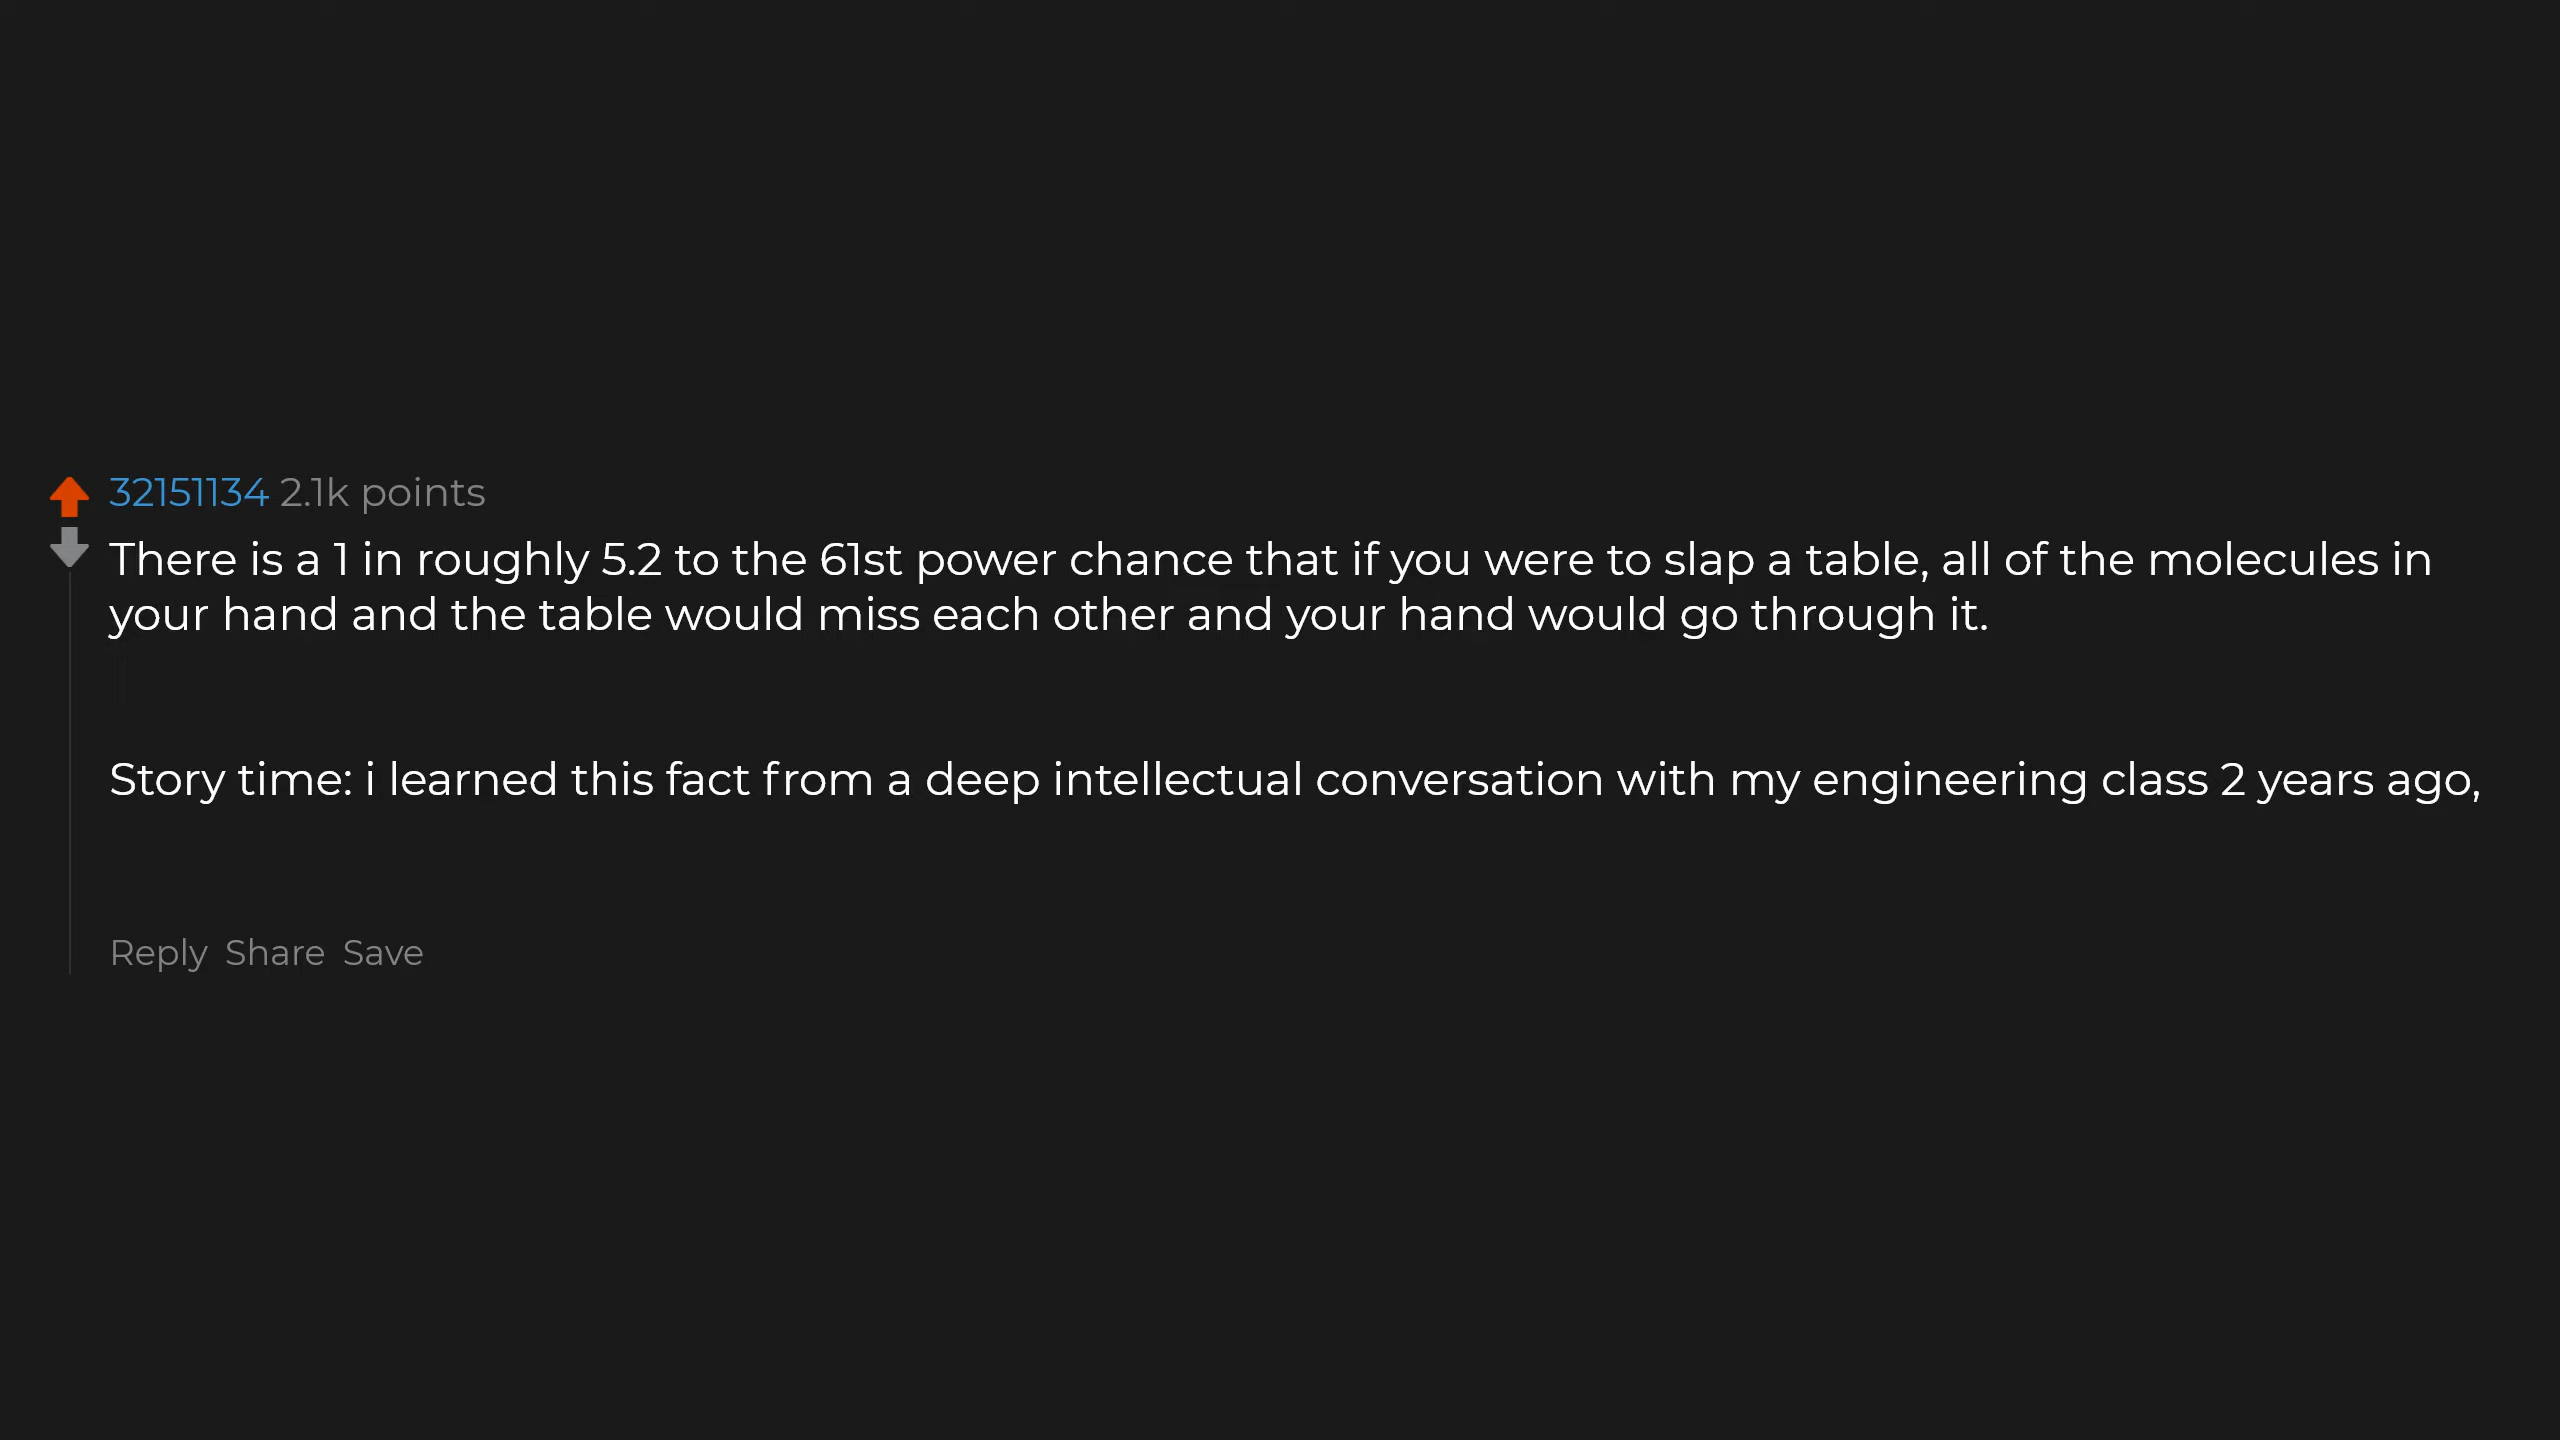 32151134 2.1k points
There is a 1 in roughly 5.2 to the 61st power chance that if you were to slap a table, all of the molecules in
your hand and the table would miss each other and your hand would go through it.
Story time: i learned this fact from a deep intellectual conversation with my engineering class 2 years ago,
Reply Share Save